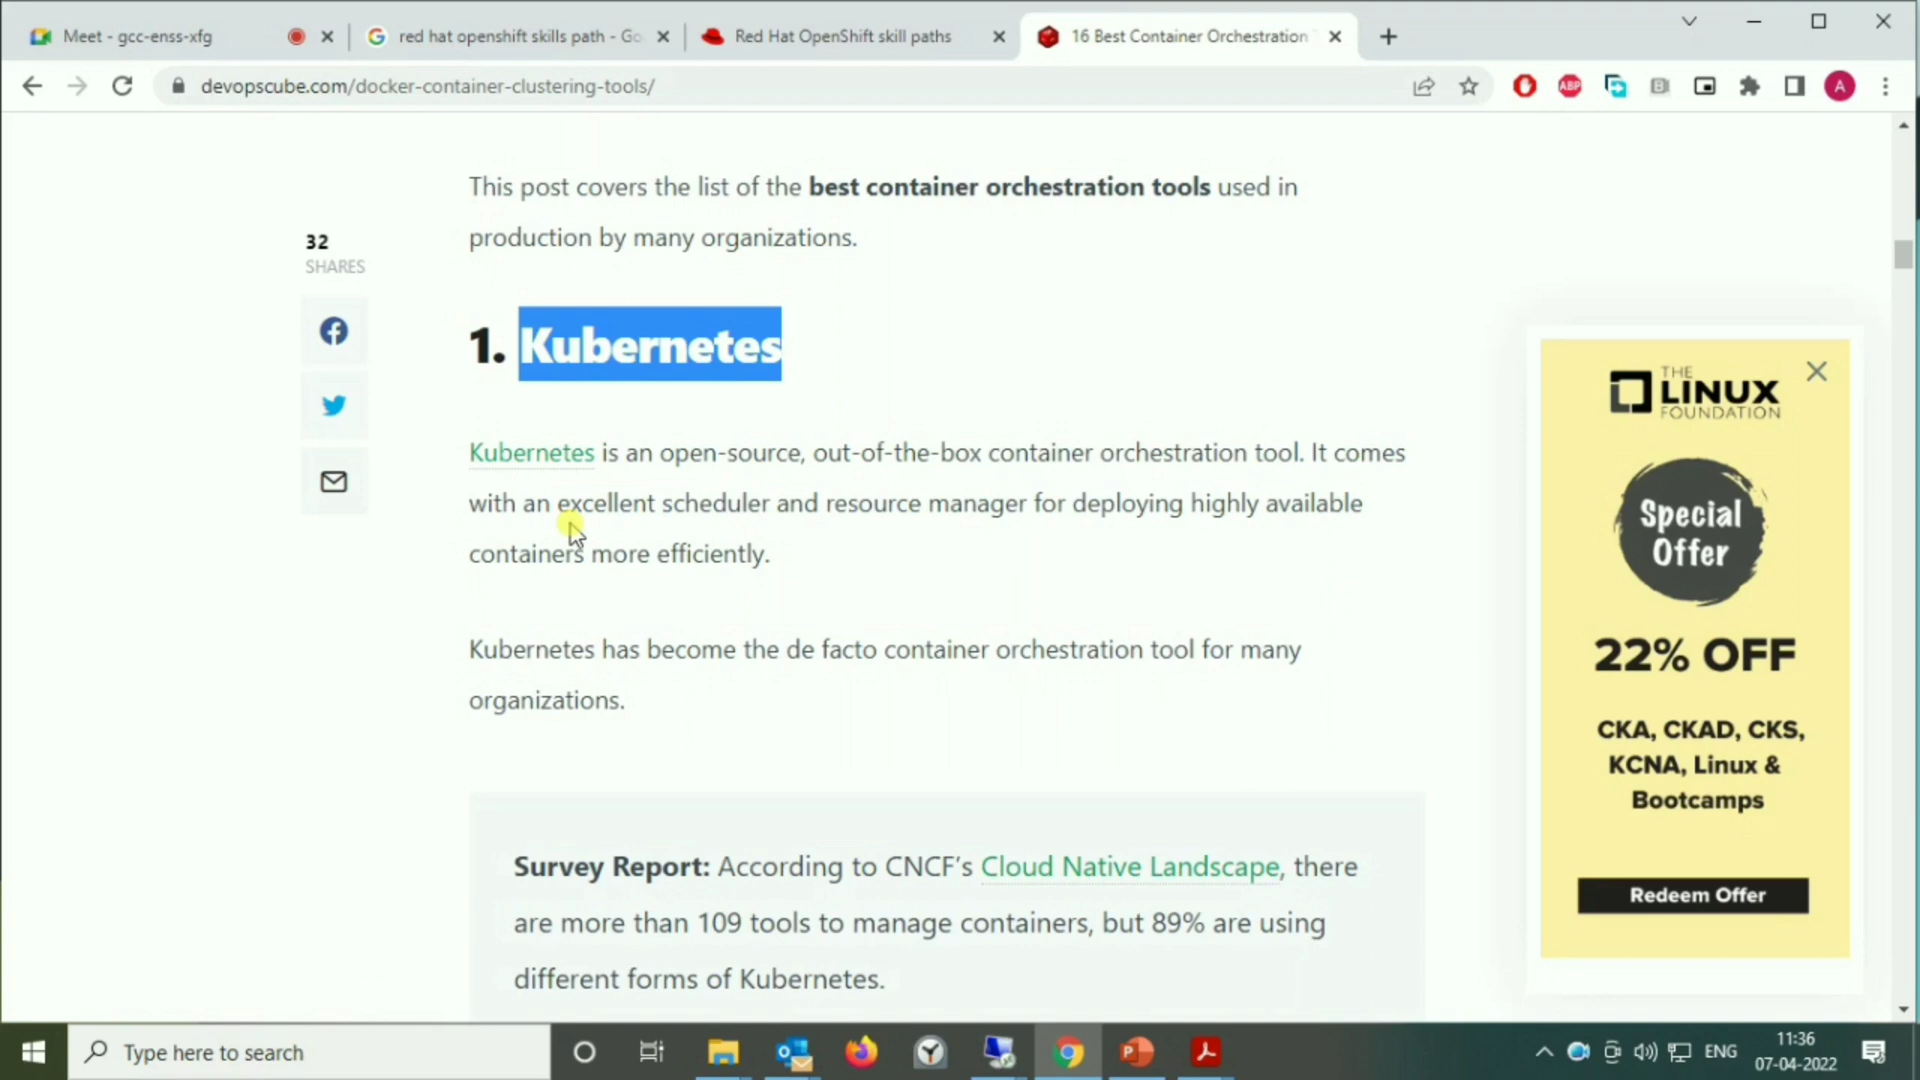 Meet - gcc-enss-xfg
red hat openshift skills path - Go
Red Hat OpenShift skill paths
16 Best Container Orchestration
devopscube.com/docker-container-clustering-tools/
ABP
A
This post covers the list of the best container orchestration tools used in
production by many organizations.
32
SHARES
1. Kubernetes
Kubernetes is an open-source, out-of-the-box container orchestration tool. It comes
with an excellent scheduler and resource manager for deploying highly available
containers more efficiently.
Kubernetes has become the de facto container orchestration tool for many
organizations.
Survey Report: According to CNCF’s Cloud Native Landscape, there
are more than 109 tools to manage containers, but 89% are using
different forms of Kubernetes.
THE
LINUX
FOUNDATION
Special
Offer
22% OFF
CKA, CKAD, CKS,
KCNA, Linux &
Bootcamps
Redeem Offer
Type here to search
ENG
11:36
07-04-2022